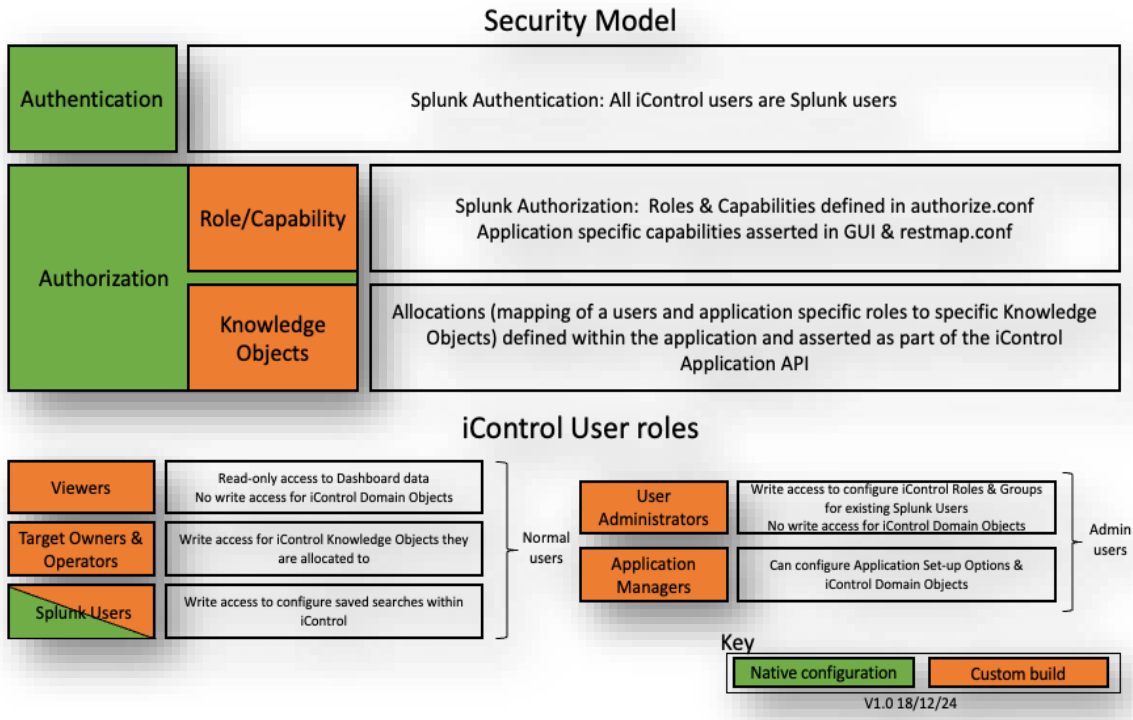 Security Model
Authentication
Splunk Authentication: All iControl users are Splunk users
Authorization
Role/Capability
Splunk Authorization: Roles & Capabilities defined in authorize.conf
Application specific capabilities asserted in GUI & restmap.conf
Knowledge
Objects
Allocations (mapping of a users and application specific roles to specific Knowledge
Objects) defined within the application and asserted as part of the iControl
Application API
iControl User roles
Viewers
Read-only access to Dashboard data
No write access for iControl Domain Objects
Target Owners &
Operators
Write access for iControl Knowledge Objects they
are allocated to
Splunk Users
Write access to configure saved searches within
iControl
Normal
users
User
Administrators
Write access to configure iControl Roles & Groups
for existing Splunk Users
No write access for iControl Domain Objects
Application
Managers
Can configure Application Set-up Options &
iControl Domain Objects
Admin
users
Key
Native configuration
Custom build
V1.0 18/12/24